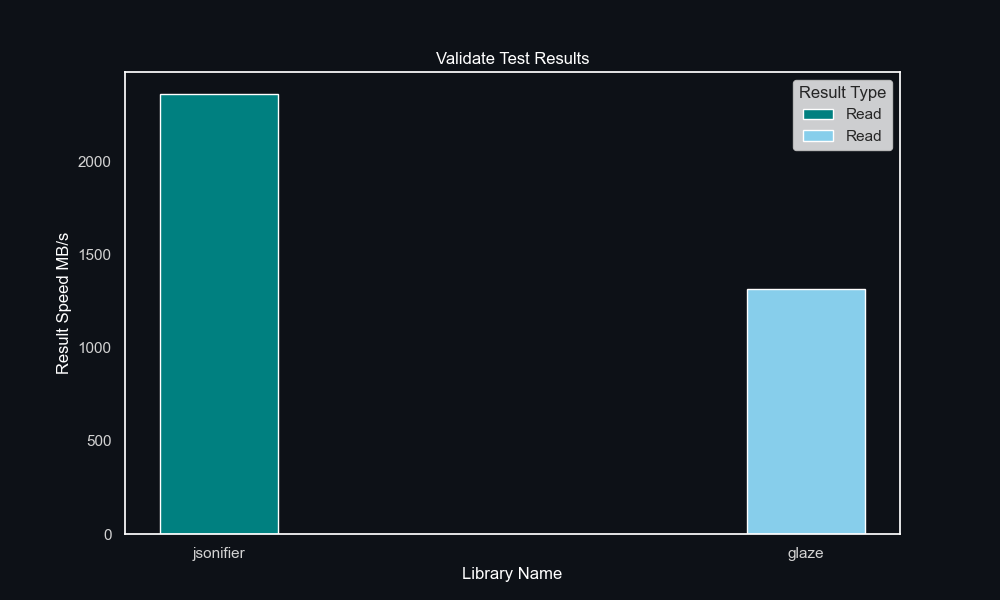 Validate Test Results
Result Type
Read
Read
2000
1500
1000
500
0
Result Speed MB/s
jsonifier
glaze
Library Name